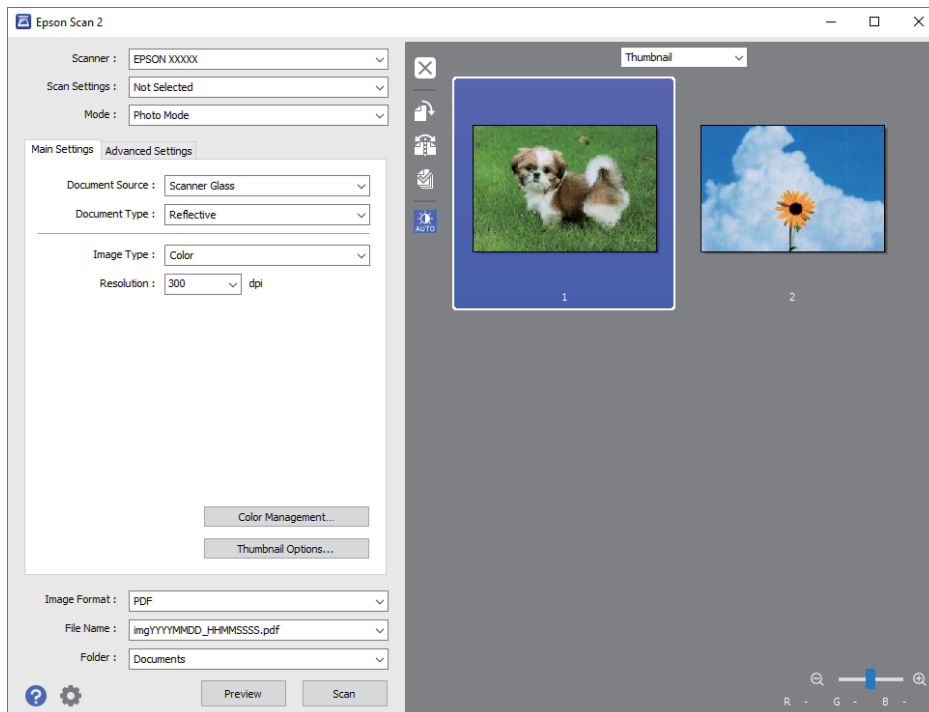 Epson Scan 2
Scanner : EPSON XXXXX
Scan Settings : Not Selected
Mode : Photo Mode
Main Settings Advanced Settings
Document Source : Scanner Glass
Document Type : Reflective
Image Type : Color
Resolution : 300 dpi
Color Management...
Thumbnail Options...
Image Format : PDF
File Name : imgYYYYMMDD_HHMMSSSS.pdf
Folder : Documents
? Preview Scan
Thumbnail
AUTO
1 2
R - G - B -